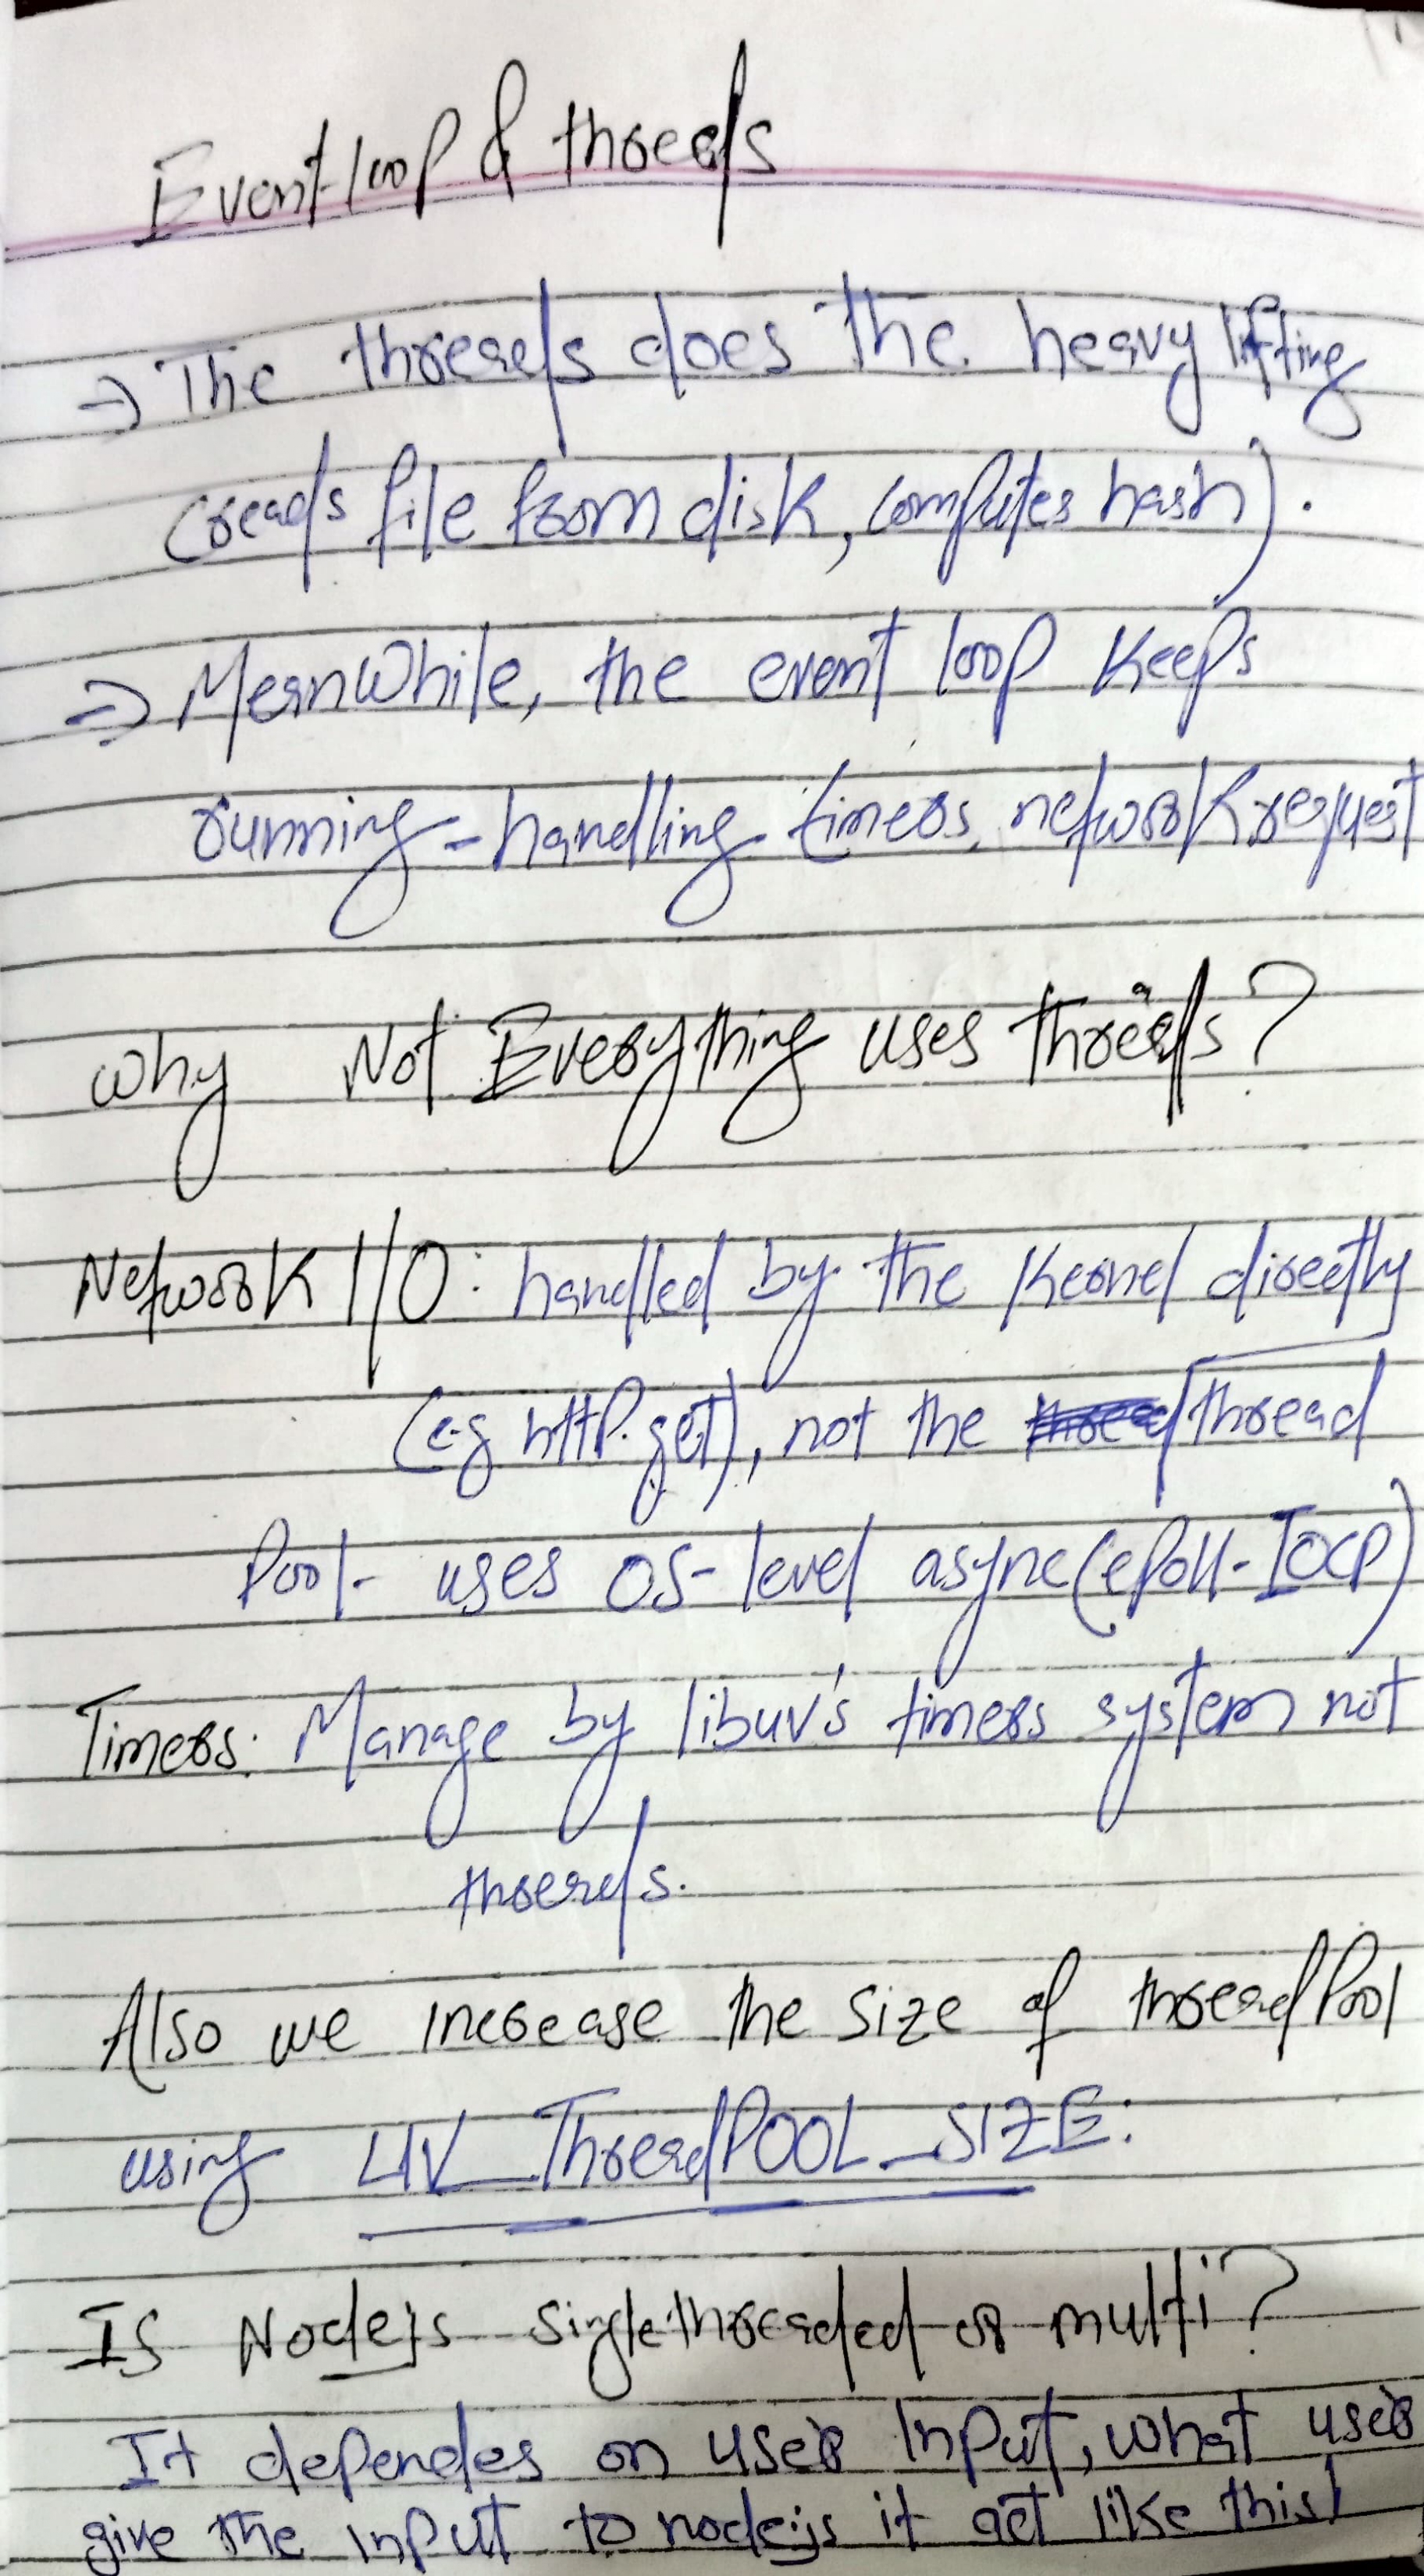 Event loop & threads
→ The threads does the heavy lifting
(reads file from disk, computes hash).
⇒ Meanwhile, the event loop keeps
running - handling timers, network request
Why Not Everything uses threads?
Network I/O: handled by the kernel directly
(e.g http.get), not the thread
Pool - uses OS-level async (epoll-IOCP)
Timers: Manage by libuv's timers system not
threads.
Also we increase the size of threadPool
using UV_ThreadPOOL_SIZE:
Is Nodejs single threaded or multi?
It dependes on user Input, what user
give the input to nodejs it act like this!